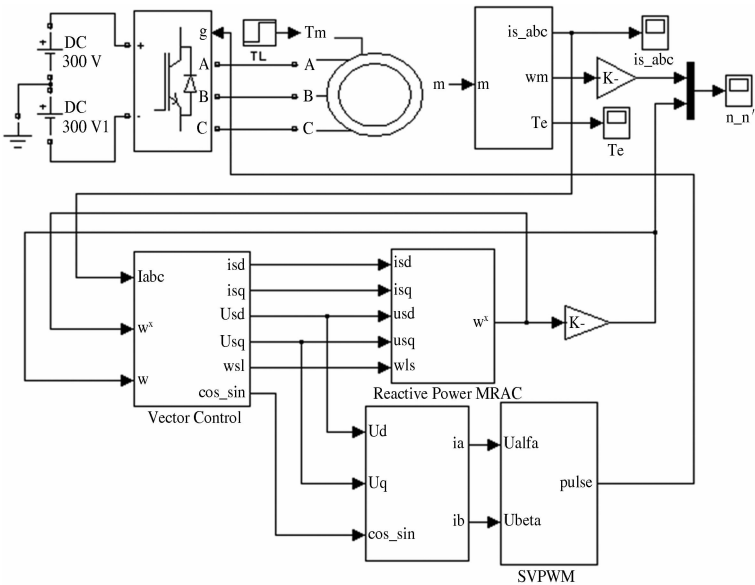 DC
300 V
DC
300 V1
+
-
g
A
B
C
TL
Tm
A
B
C
m
m
is_abc
wm
Te
is_abc
K-
Te
n_n'
Iabc
wˣ
w
isd
isq
Usd
Usq
wsl
cos_sin
Vector Control
isd
isq
usd
usq
wls
wˣ
Reactive Power MRAC
K-
Ud
Uq
cos_sin
ia
ib
Ualfa
Ubeta
pulse
SVPWM